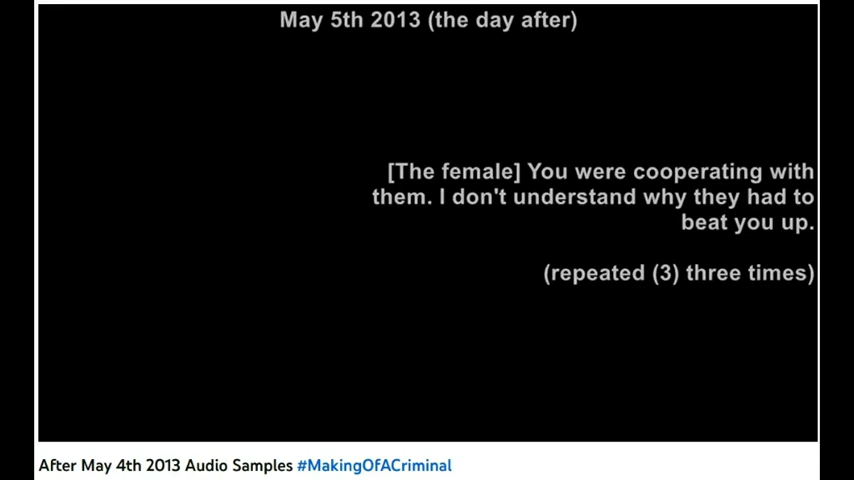 May 5th 2013 (the day after)
[The female] You were cooperating with
them. I don't understand why they had to
beat you up.
(repeated (3) three times)
After May 4th 2013 Audio Samples #MakingOfACriminal